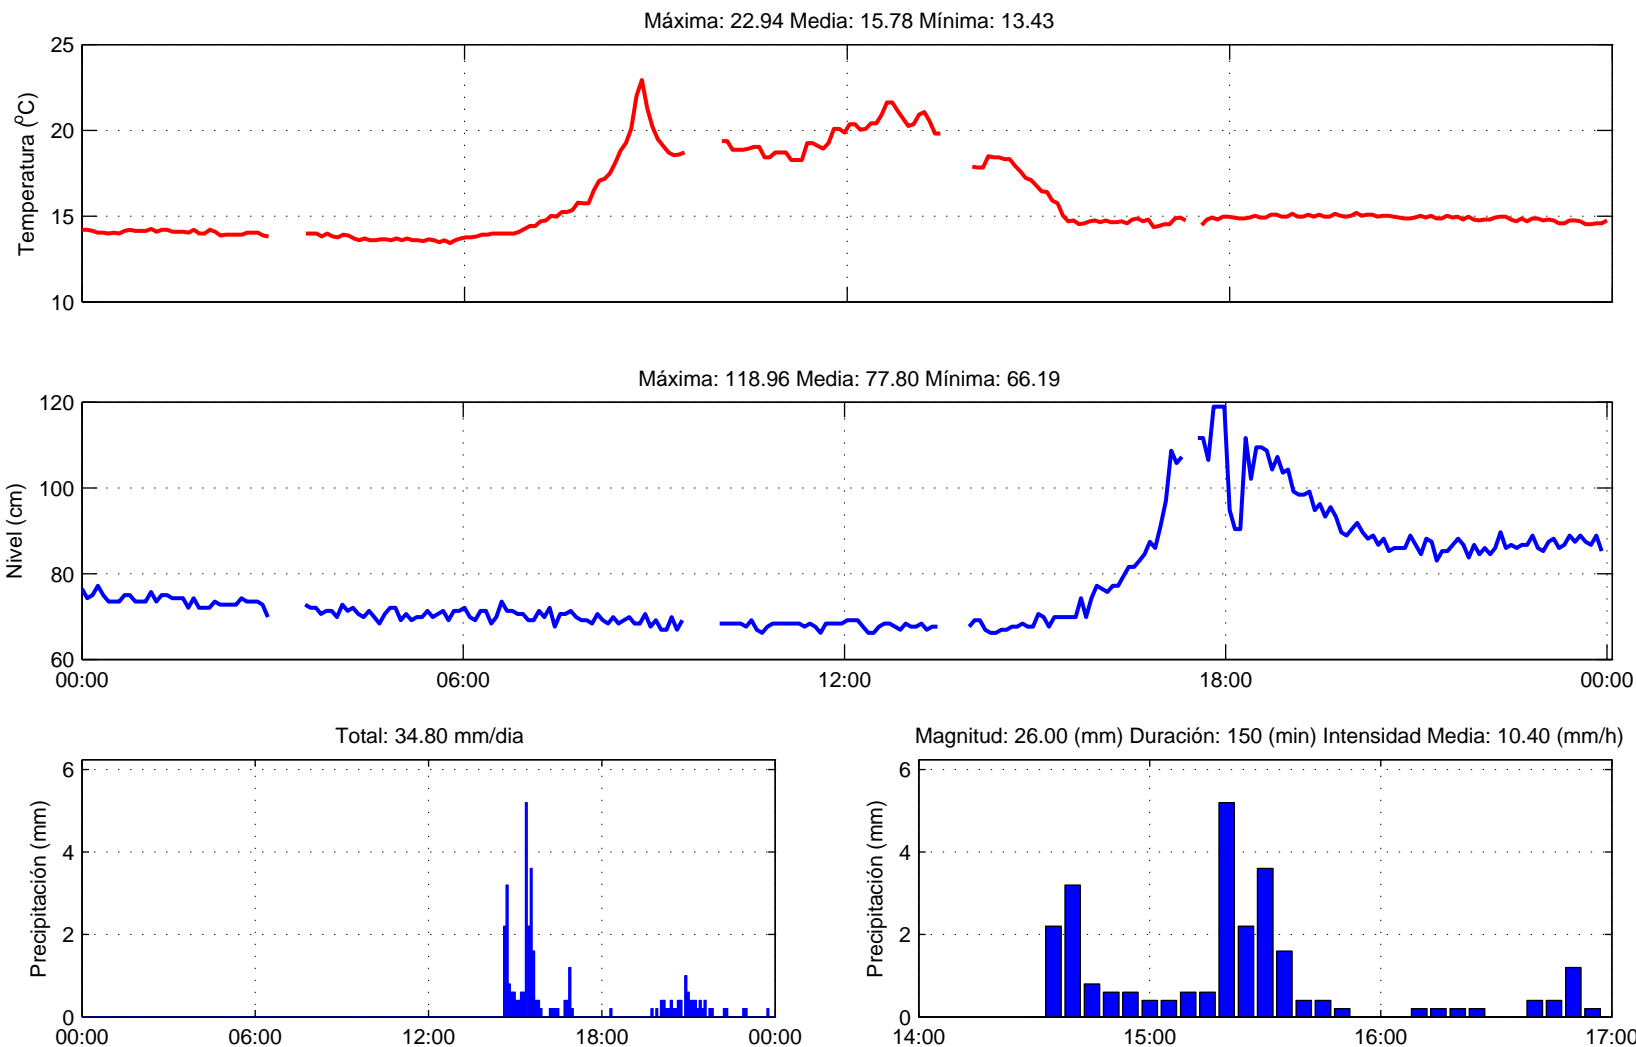 Máxima: 22.94 Media: 15.78 Mínima: 13.43
25
20
15
10
Temperatura (ºC)
Máxima: 118.96 Media: 77.80 Mínima: 66.19
120
100
80
60
Nivel (cm)
00:00 06:00 12:00 18:00 00:00
Total: 34.80 mm/dia
6
4
2
0
Precipitación (mm)
00:00 06:00 12:00 18:00 00:00
Magnitud: 26.00 (mm) Duración: 150 (min) Intensidad Media: 10.40 (mm/h)
6
4
2
0
Precipitación (mm)
14:00 15:00 16:00 17:00